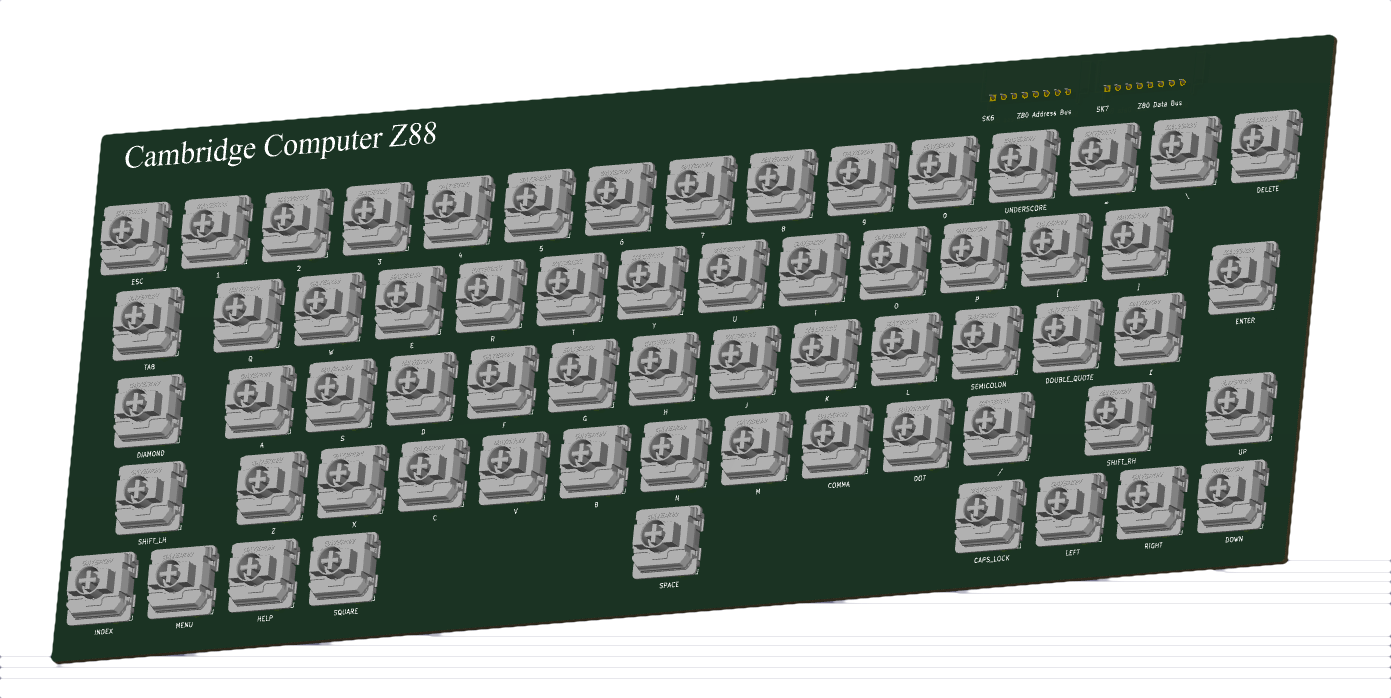 Cambridge Computer Z88
SK6 Z80 Address Bus SK7 Z80 Data Bus
ESC 1 2 3 4 5 6 7 8 9 0 UNDERSCORE = \ DELETE
TAB Q W E R T Y U I O P [ ] ENTER
DIAMOND A S D F G H J K L SEMICOLON DOUBLE_QUOTE £ UP
SHIFT_LH Z X C V B N M COMMA DOT / SHIFT_RH
INDEX MENU HELP SQUARE SPACE CAPS_LOCK LEFT RIGHT DOWN